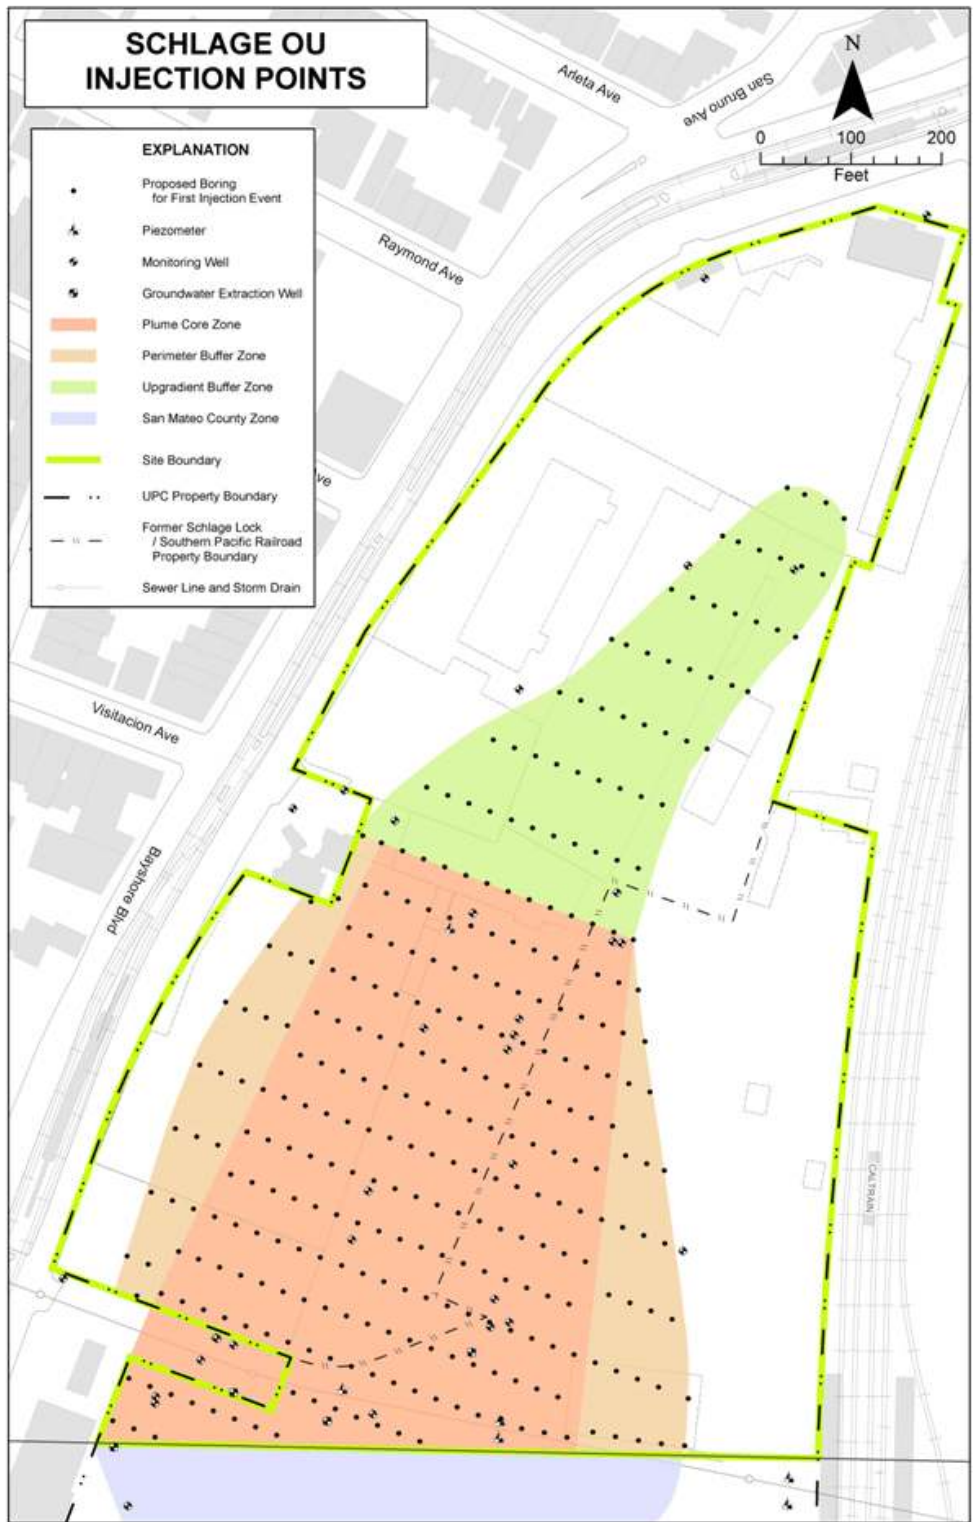 SCHLAGE OU
INJECTION POINTS
N
0 100 200
Feet
EXPLANATION
Proposed Boring
for First Injection Event
Piezometer
Monitoring Well
Groundwater Extraction Well
Plume Core Zone
Perimeter Buffer Zone
Upgradient Buffer Zone
San Mateo County Zone
Site Boundary
UPC Property Boundary
Former Schlage Lock
/ Southern Pacific Railroad
Property Boundary
Sewer Line and Storm Drain
Arleta Ave
San Bruno Ave
Raymond Ave
ve
Visitacion Ave
Bayshore Blvd
CALTRAIN